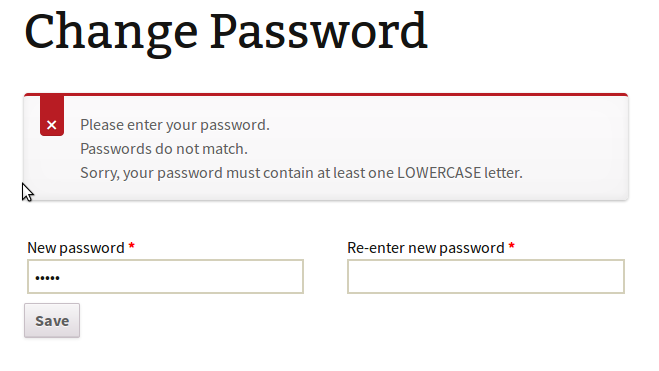 Change Password
Please enter your password.
Passwords do not match.
Sorry, your password must contain at least one LOWERCASE letter.
New password * Re-enter new password *
•••••
Save